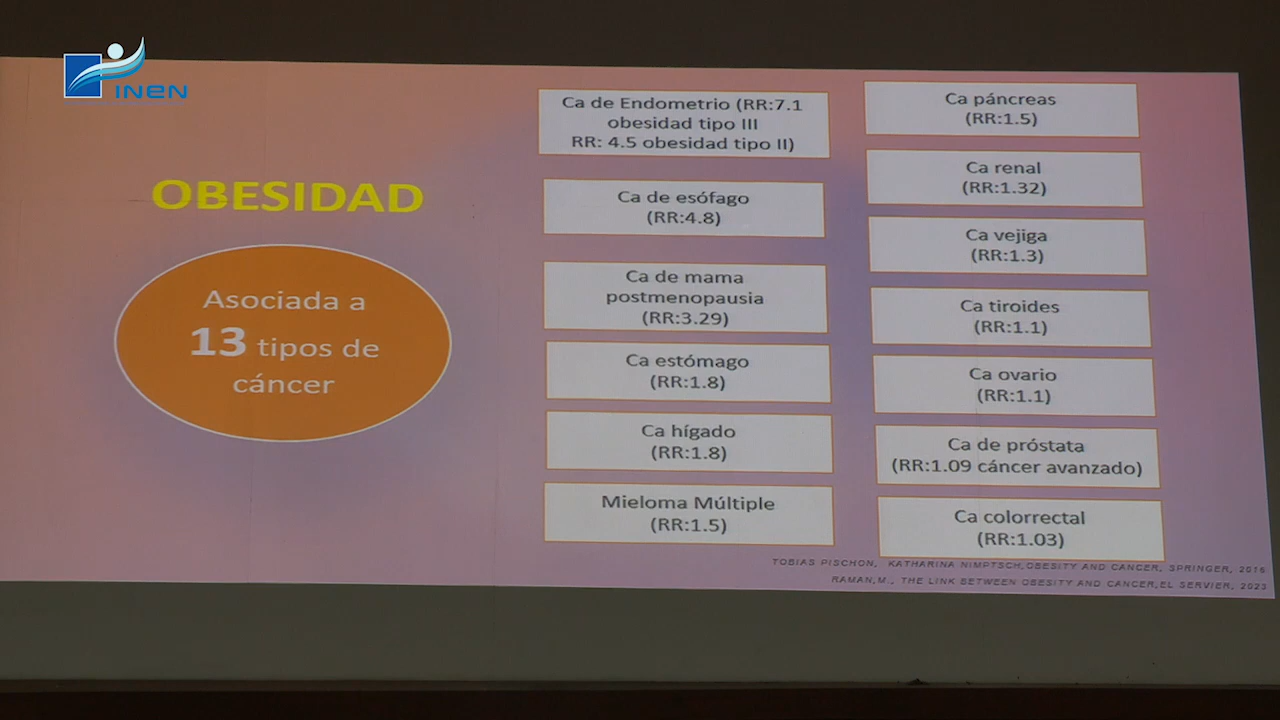 INEN
OBESIDAD
Asociada a
13 tipos de
cáncer
Ca de Endometrio (RR:7.1
obesidad tipo III
RR: 4.5 obesidad tipo II)
Ca de esófago
(RR:4.8)
Ca de mama
postmenopausia
(RR:3.29)
Ca estómago
(RR:1.8)
Ca hígado
(RR:1.8)
Mieloma Múltiple
(RR:1.5)
Ca páncreas
(RR:1.5)
Ca renal
(RR:1.32)
Ca vejiga
(RR:1.3)
Ca tiroides
(RR:1.1)
Ca ovario
(RR:1.1)
Ca de próstata
(RR:1.09 cáncer avanzado)
Ca colorrectal
(RR:1.03)
TOBIAS PISCHON, KATHARINA NIMPTSCH,OBESITY AND CANCER, SPRINGER, 2016
RAMAN,M., THE LINK BETWEEN OBESITY AND CANCER,EL SERVIER, 2023